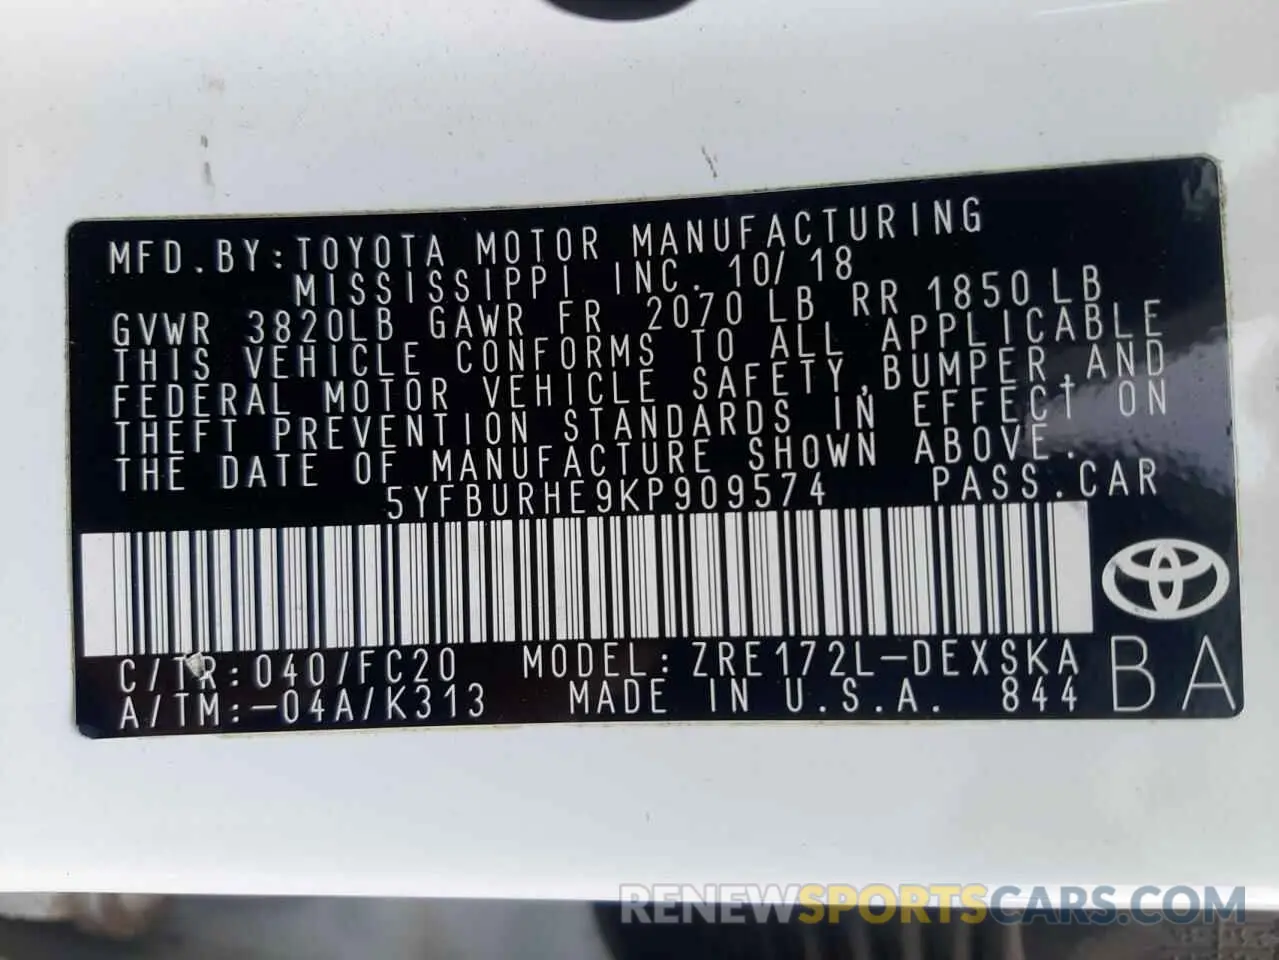 MFD.BY:TOYOTA MOTOR MANUFACTURING
MISSISSIPPI INC. 10/18
GVWR 3820LB GAWR FR 2070 LB RR 1850 LB
THIS VEHICLE CONFORMS TO ALL APPLICABLE
FEDERAL MOTOR VEHICLE SAFETY,BUMPER,AND
THEFT PREVENTION STANDARDS IN EFFECT ON
THE DATE OF MANUFACTURE SHOWN ABOVE.
5YFBURHE9KP909574 PASS.CAR
C/TR:040/FC20 MODEL:ZRE172L-DEXSKA
A/TM:-04A/K313 MADE IN U.S.A. 844
BA
RENEWSPORTSCARS.COM